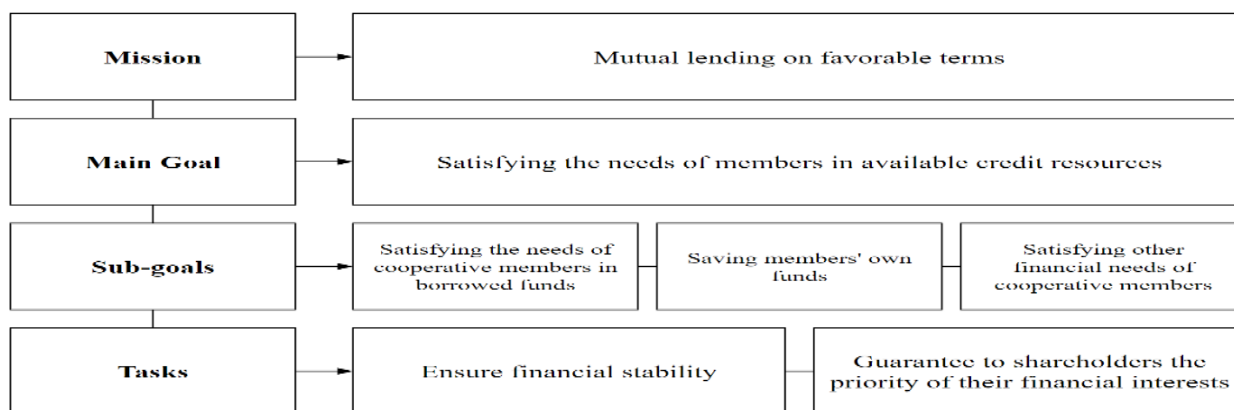 Mission
Mutual lending on favorable terms
Main Goal
Satisfying the needs of members in available credit resources
Sub-goals
Satisfying the needs of
cooperative members in
borrowed funds
Saving members' own
funds
Satisfying other
financial needs of
cooperative members
Tasks
Ensure financial stability
Guarantee to shareholders the
priority of their financial interests